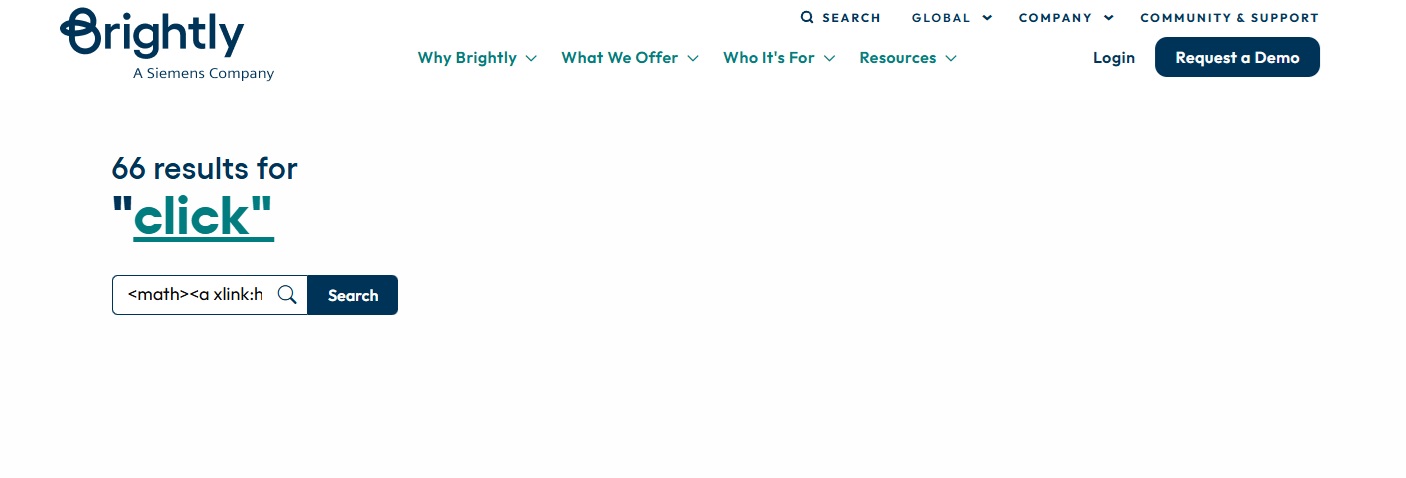 Brightly
A Siemens Company
SEARCH GLOBAL COMPANY COMMUNITY & SUPPORT
Why Brightly What We Offer Who It's For Resources Login Request a Demo
66 results for
"click"
<math><a xlink:h Search